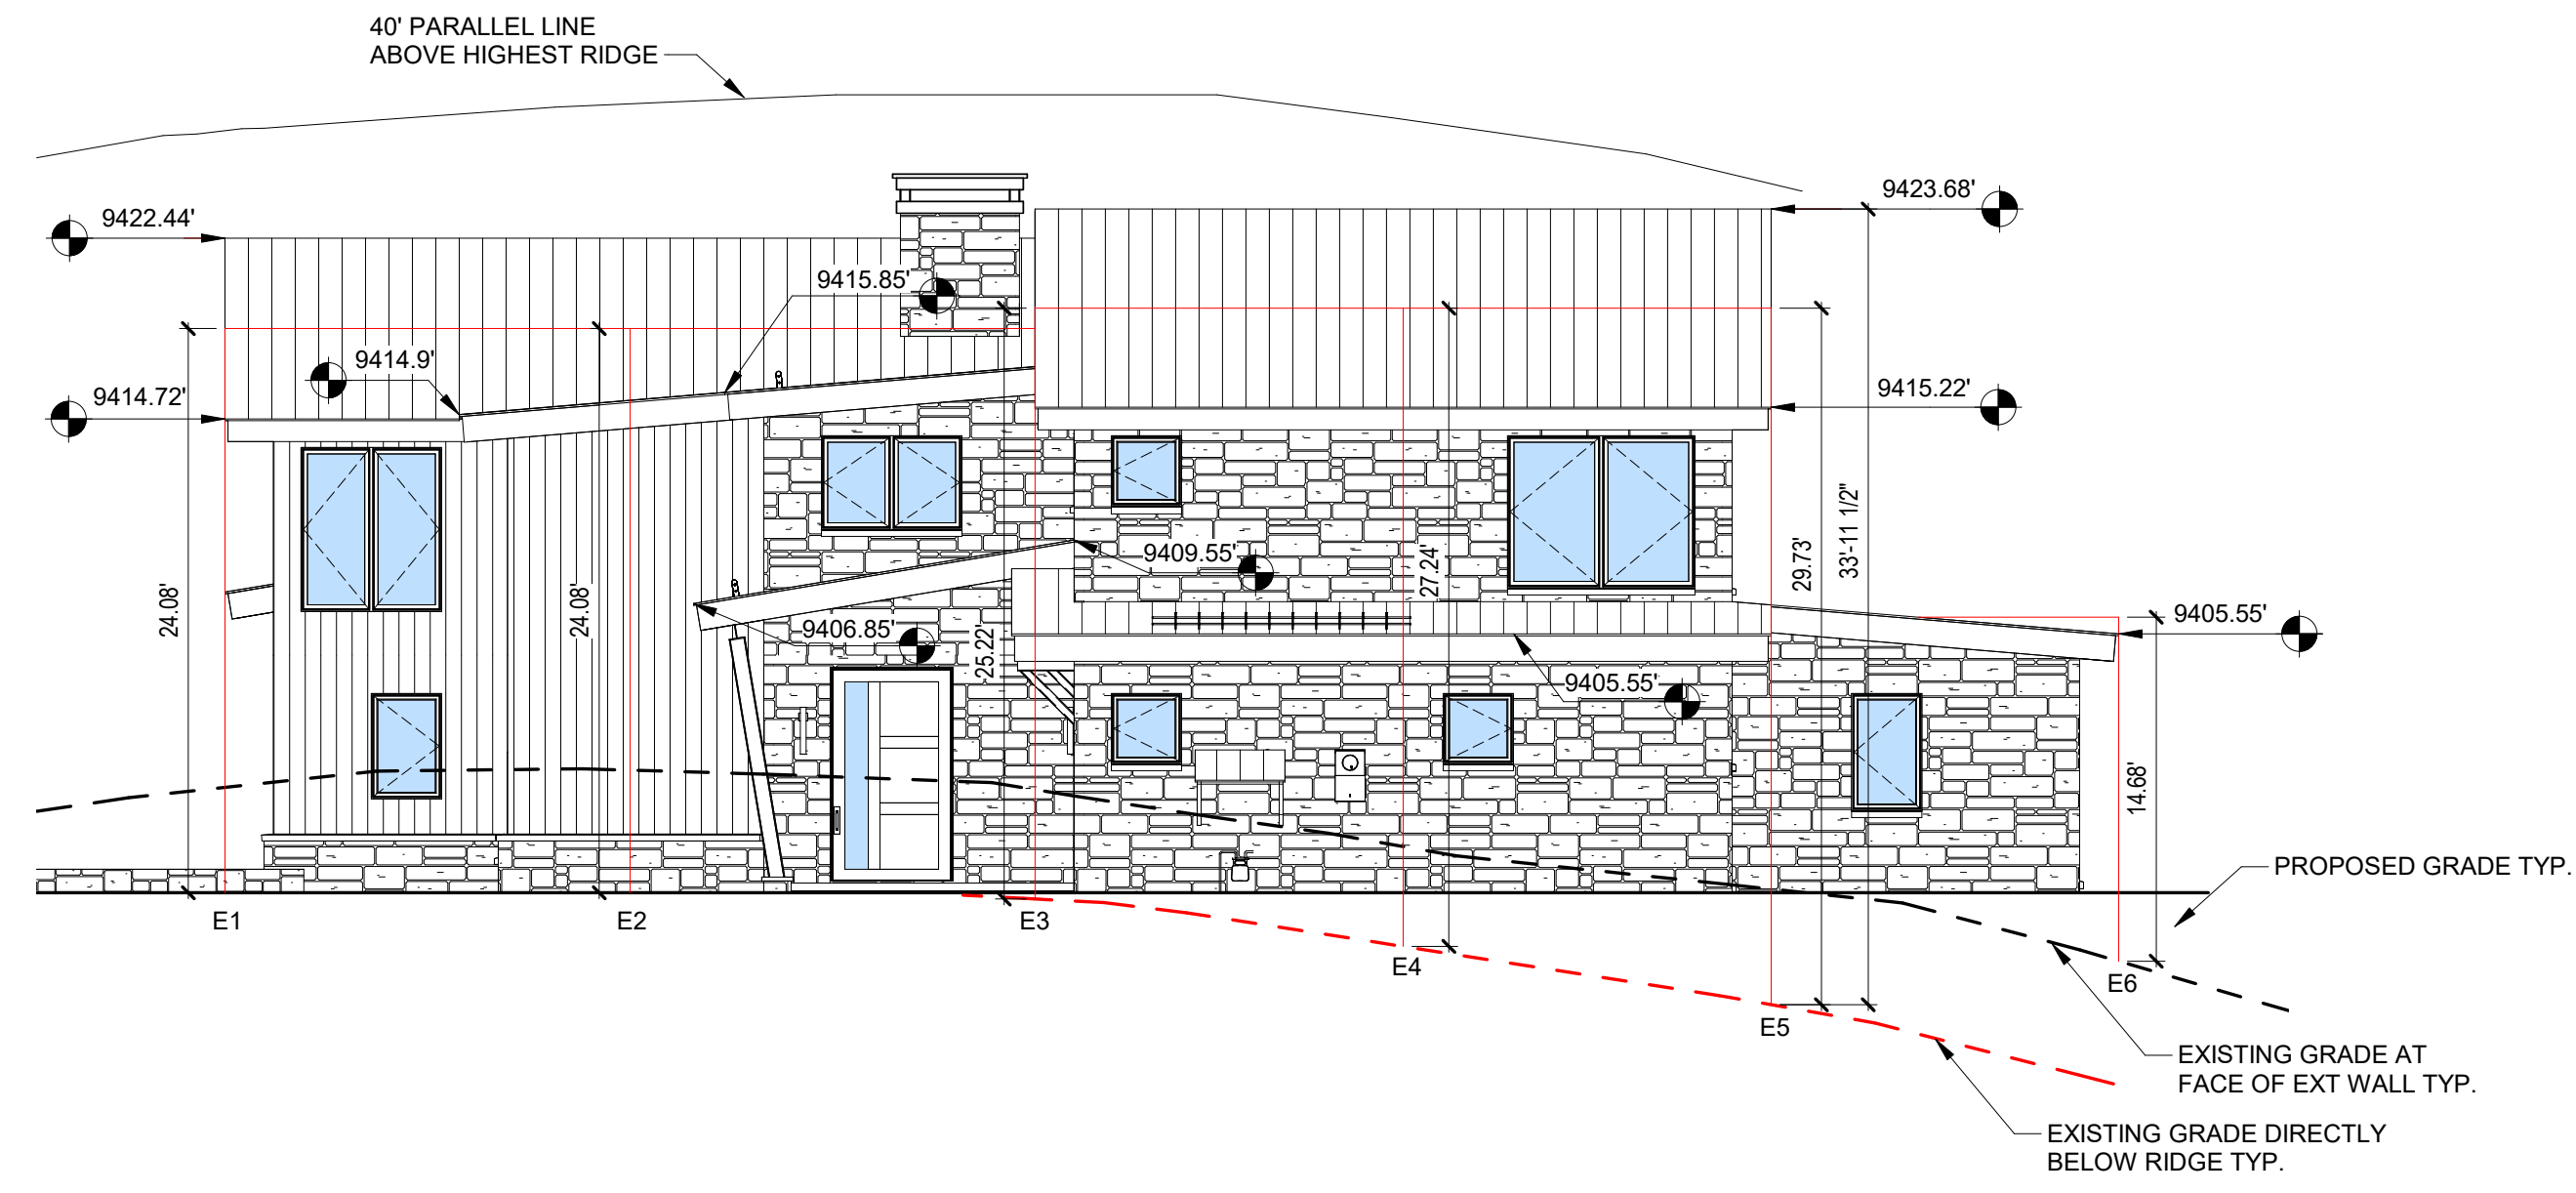 40' PARALLEL LINE
ABOVE HIGHEST RIDGE
9423.68'
9422.44'
9415.85'
9414.9'
9414.72'
9415.22'
33'-11 1/2"
9409.55'
29.73'
27.24'
24.08'
24.08'
9405.55'
9406.85'
25.22'
9405.55'
14.68'
PROPOSED GRADE TYP.
E1
E2
E3
E4
E6
E5
EXISTING GRADE AT
FACE OF EXT WALL TYP.
EXISTING GRADE DIRECTLY
BELOW RIDGE TYP.